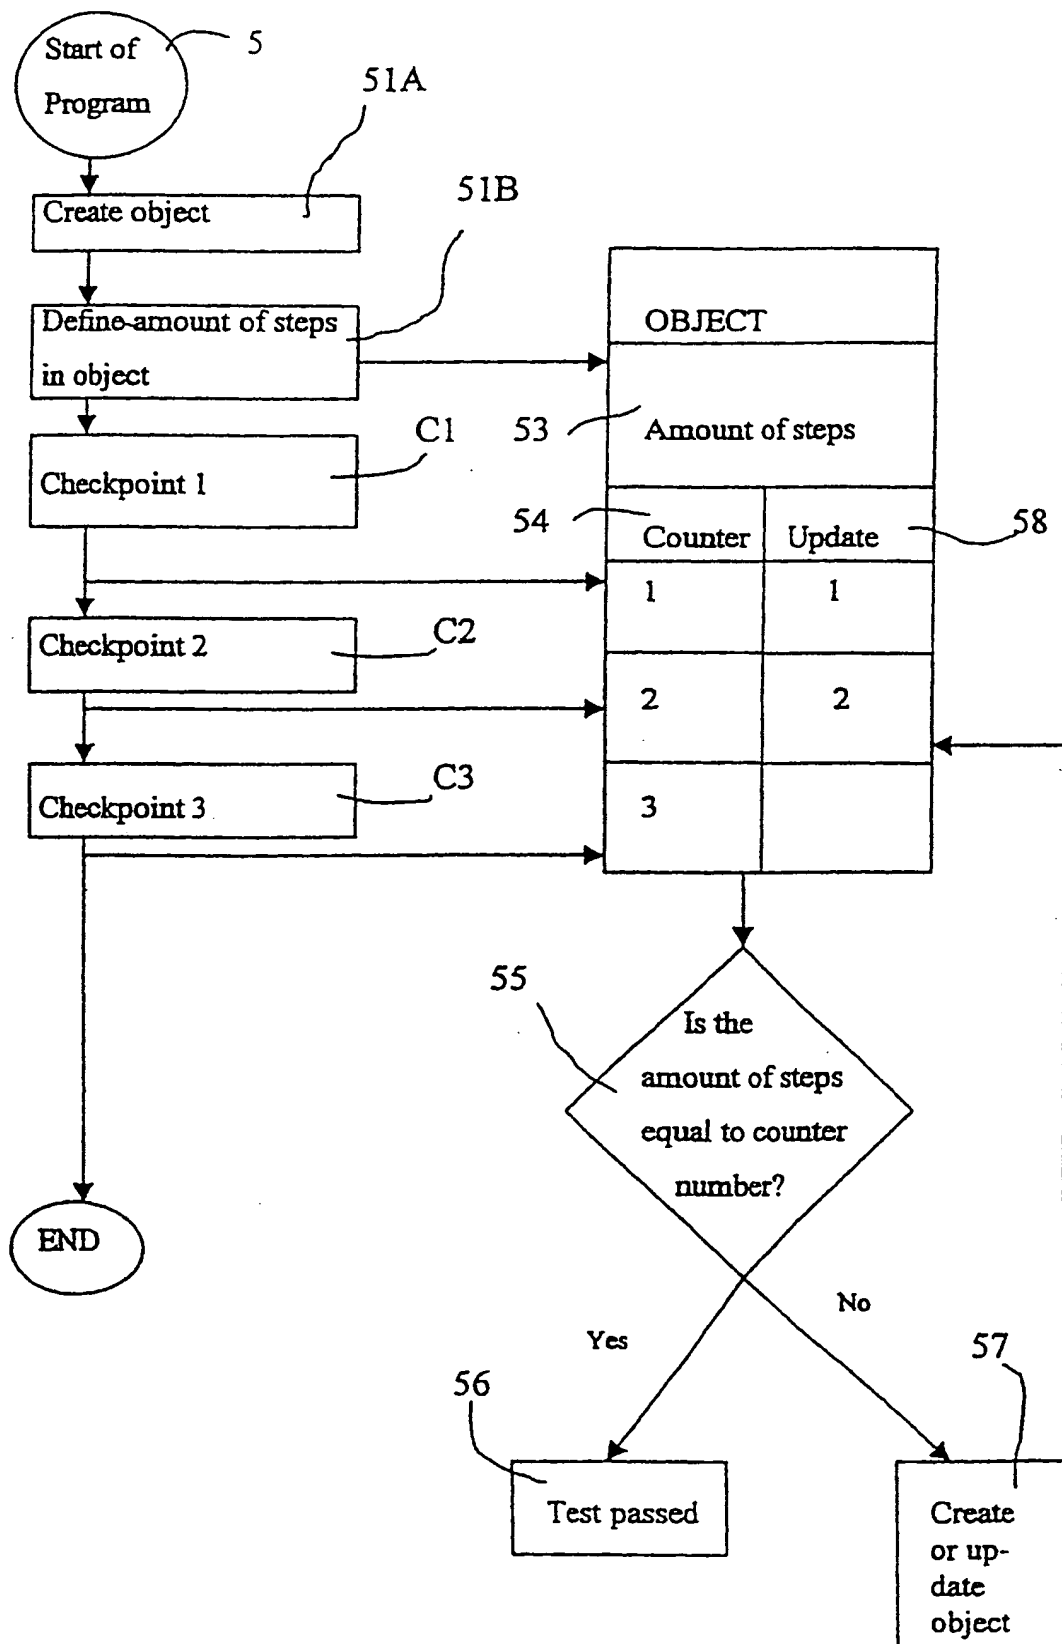 Start of
Program
5
51A
Create object
51B
Define-amount of steps
in object
OBJECT
53
Amount of steps
C1
Checkpoint 1
54
Counter
Update
58
1
1
Checkpoint 2
C2
2
2
Checkpoint 3
C3
3
55
Is the
amount of steps
equal to counter
number?
END
Yes
No
56
57
Test passed
Create
or up-
date
object